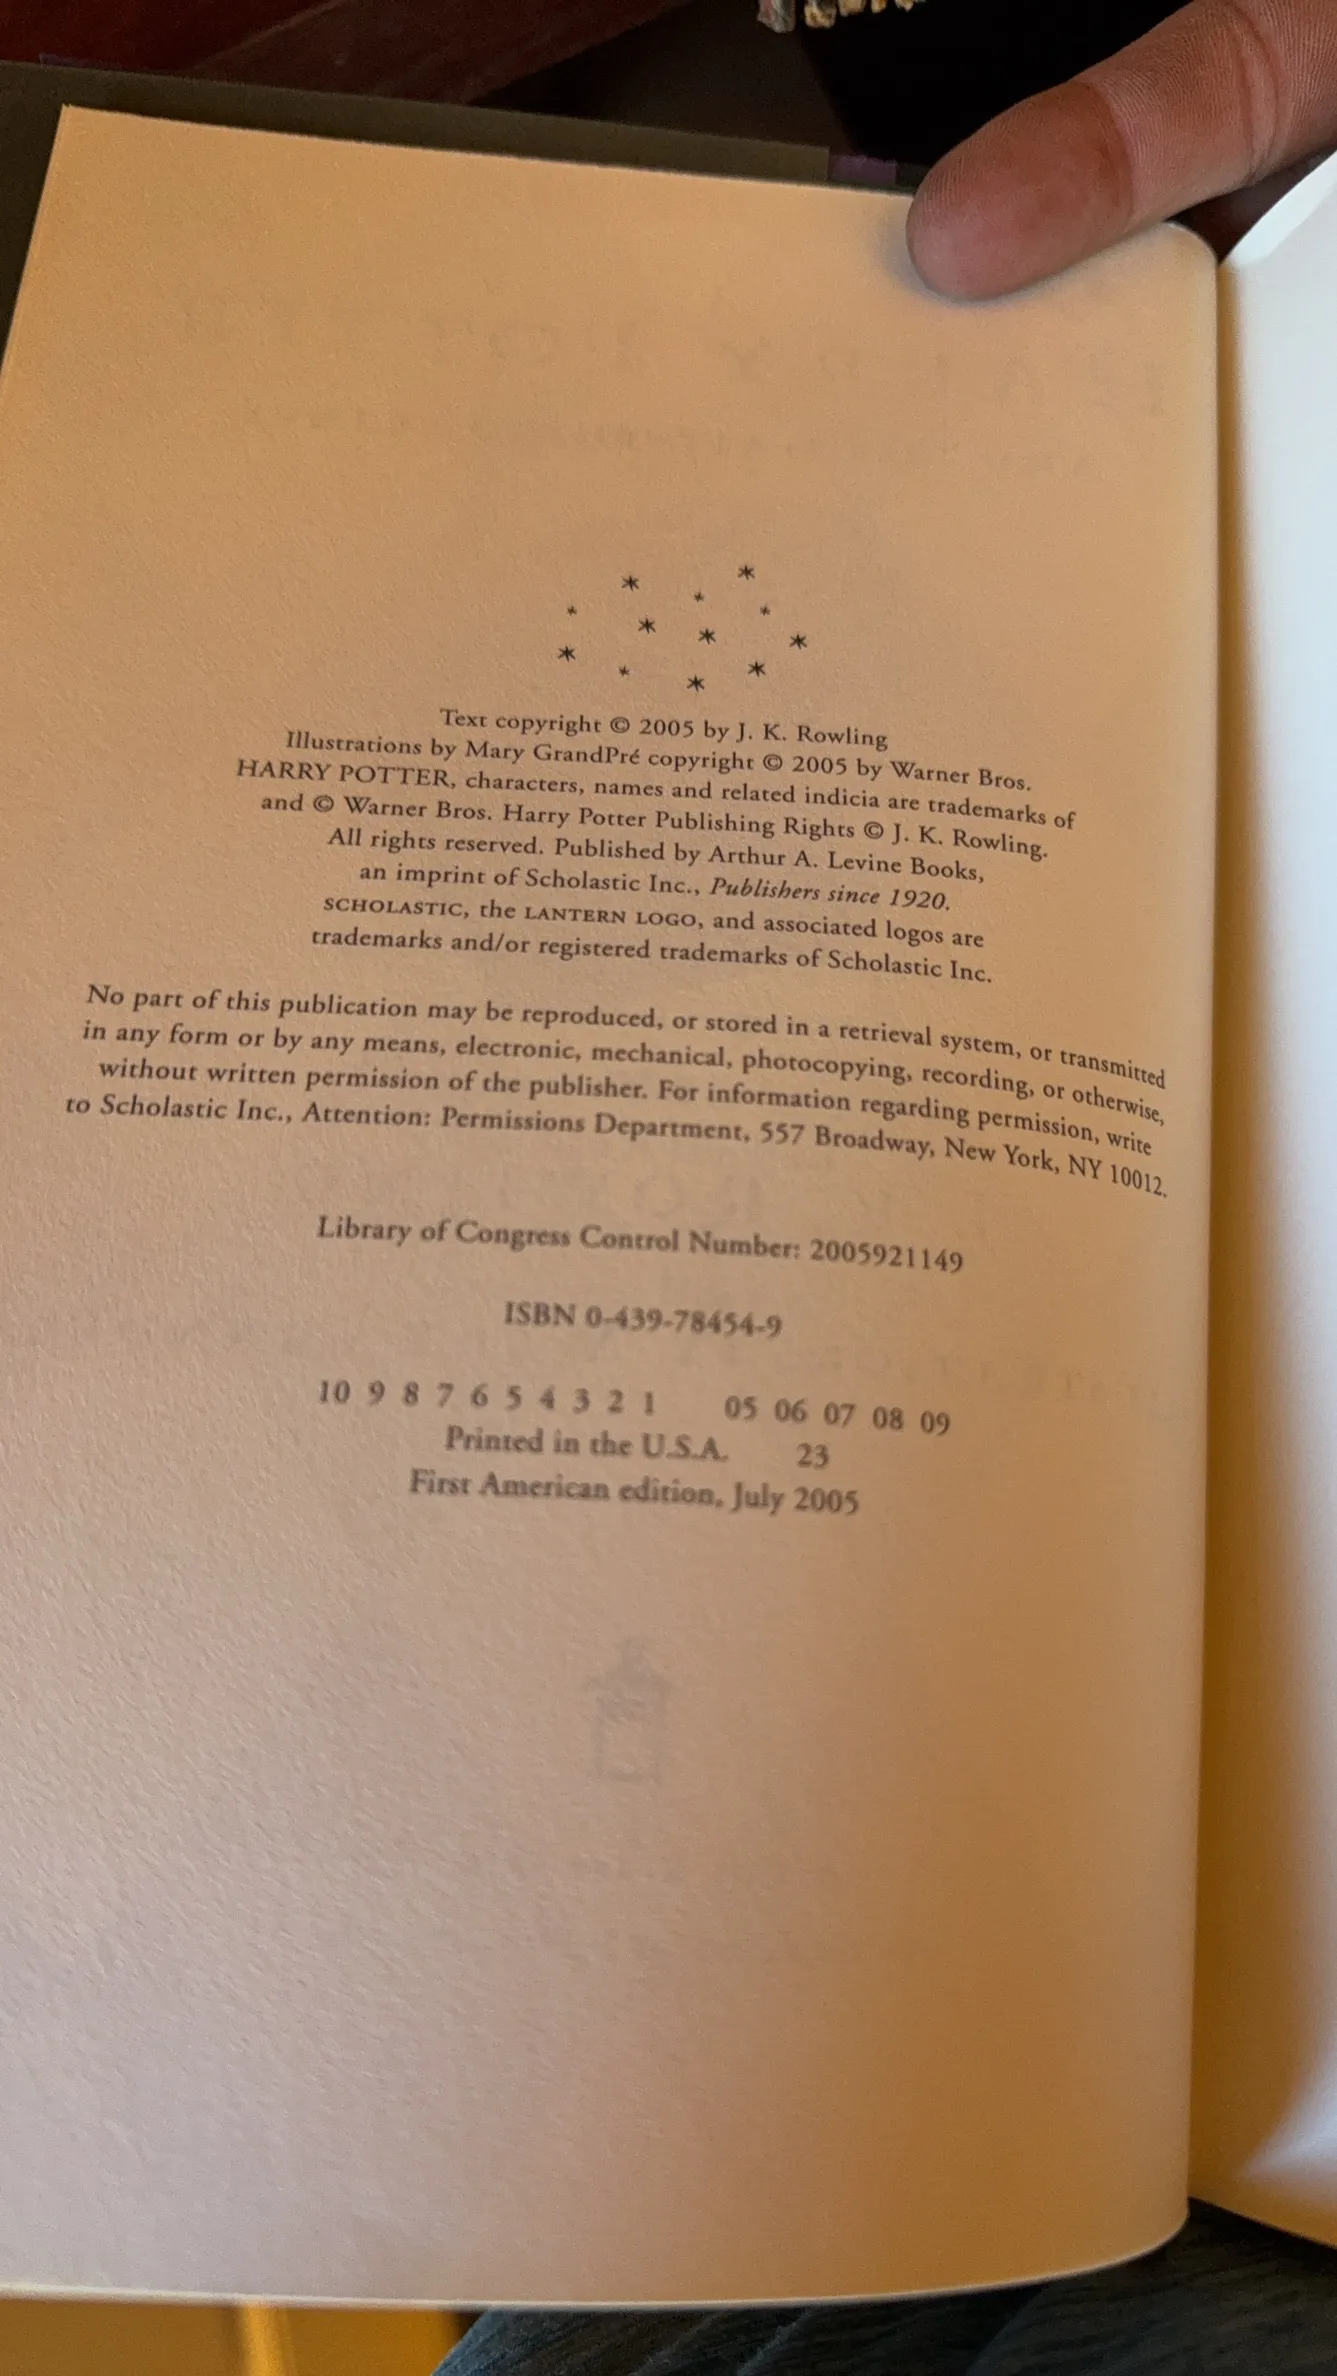 Text copyright © 2005 by J. K. Rowling
Illustrations by Mary GrandPré copyright © 2005 by Warner Bros.
HARRY POTTER, characters, names and related indicia are trademarks of
and © Warner Bros. Harry Potter Publishing Rights © J. K. Rowling.
All rights reserved. Published by Arthur A. Levine Books,
an imprint of Scholastic Inc., Publishers since 1920.
SCHOLASTIC, the LANTERN LOGO, and associated logos are
trademarks and/or registered trademarks of Scholastic Inc.
No part of this publication may be reproduced, or stored in a retrieval system, or transmitted
in any form or by any means, electronic, mechanical, photocopying, recording, or otherwise,
without written permission of the publisher. For information regarding permission, write
to Scholastic Inc., Attention: Permissions Department, 557 Broadway, New York, NY 10012.
Library of Congress Control Number: 2005921149
ISBN 0-439-78454-9
10 9 8 7 6 5 4 3 2 1 05 06 07 08 09
Printed in the U.S.A. 23
First American edition, July 2005